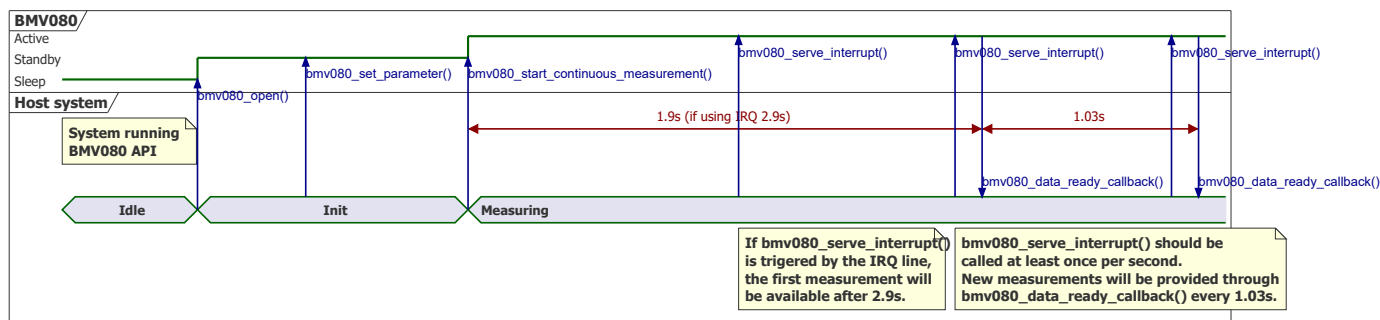 BMV080
Active
Standby
Sleep
bmv080_open()
bmv080_set_parameter()
bmv080_start_continuous_measurement()
bmv080_serve_interrupt()
bmv080_serve_interrupt()
bmv080_serve_interrupt()
Host system
System running
BMV080 API
1.9s (if using IRQ 2.9s)
1.03s
bmv080_data_ready_callback()
bmv080_data_ready_callback()
Idle
Init
Measuring
If bmv080_serve_interrupt()
is trigered by the IRQ line,
the first measurement will
be available after 2.9s.
bmv080_serve_interrupt() should be
called at least once per second.
New measurements will be provided through
bmv080_data_ready_callback() every 1.03s.